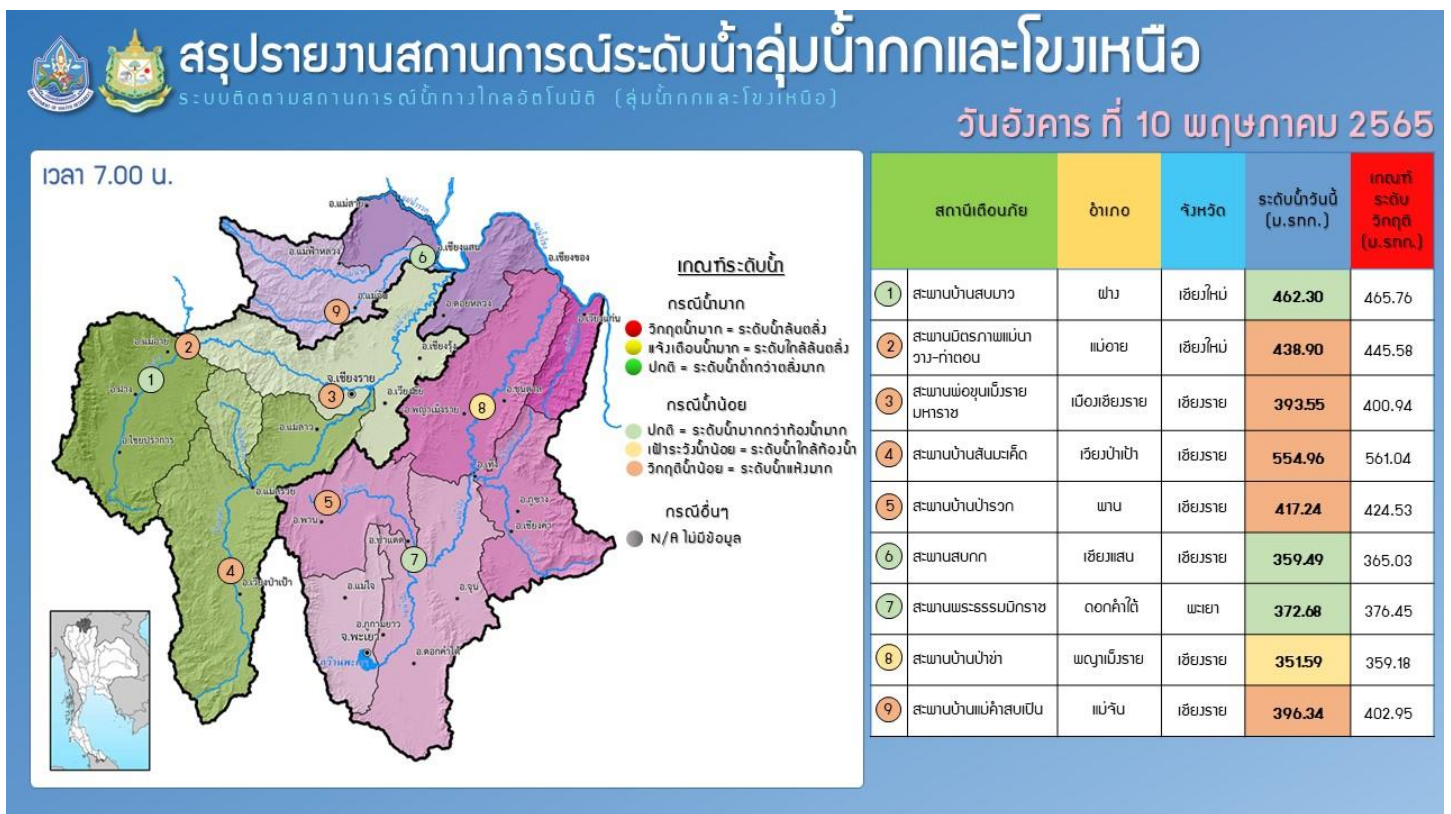 สรุปรายงานสถานการณ์ระดับน้ำลุ่มน้ำกกและโขงเหนือ
ระบบติดตามสถานการณ์น้ำทางไกลอัตโนมัติ (ลุ่มน้ำกกและโขงเหนือ)
วันอังคาร ที่ 10 พฤษภาคม 2565
เวลา 7.00 น.
อ.แม่สาย
อ.แม่ฟ้าหลวง
6
อ.เชียงแสน
อ.เชียงของ
9
อ.แม่จัน
อ.ดอยหลวง
อ.เวียงแก่น
อ.แม่อาย
2
อ.เชียงรุ้ง
1
อ.ฝาง
จ.เชียงราย
3
อ.เวียงชัย
อ.พญาเม็งราย
8
อ.ขุนตาล
อ.ไชยปราการ
อ.แม่ลาว
อ.แม่สรวย
อ.เทิง
5
อ.พาน
อ.ภูซาง
อ.เชียงคำ
อ.ป่าแดด
7
4
อ.เวียงป่าเป้า
อ.แม่ใจ
อ.จุน
อ.ภูกามยาว
จ.พะเยา
กว๊านพะเยา
อ.ดอกคำใต้
เกณฑ์ระดับน้ำ
กรณีน้ำมาก
วิกฤตน้ำมาก = ระดับน้ำล้นตลิ่ง
แจ้งเตือนน้ำมาก = ระดับใกล้ล้นตลิ่ง
ปกติ = ระดับน้ำต่ำกว่าตลิ่งมาก
กรณีน้ำน้อย
ปกติ = ระดับน้ำมากกว่าท้องน้ำมาก
เฝ้าระวังน้ำน้อย = ระดับน้ำใกล้ท้องน้ำ
วิกฤติน้ำน้อย = ระดับน้ำแห้งมาก
กรณีอื่นๆ
N/A ไม่มีข้อมูล
สถานีเตือนภัย อำเภอ จังหวัด ระดับน้ำวันนี้ (ม.รทก.) เกณฑ์ระดับวิกฤติ (ม.รทก.)
1 สะพานบ้านสบมาว ฝาง เชียงใหม่ 462.30 465.76
2 สะพานมิตรภาพแม่นาวาง-ท่าตอน แม่อาย เชียงใหม่ 438.90 445.58
3 สะพานพ่อขุนเม็งรายมหาราช เมืองเชียงราย เชียงราย 393.55 400.94
4 สะพานบ้านสันมะเค็ด เวียงป่าเป้า เชียงราย 554.96 561.04
5 สะพานบ้านป่ารวก พาน เชียงราย 417.24 424.53
6 สะพานสบกก เชียงแสน เชียงราย 359.49 365.03
7 สะพานพระธรรมมิกราช ดอกคำใต้ พะเยา 372.68 376.45
8 สะพานบ้านป่าข่า พญาเม็งราย เชียงราย 351.59 359.18
9 สะพานบ้านแม่คำสบเปิน แม่จัน เชียงราย 396.34 402.95